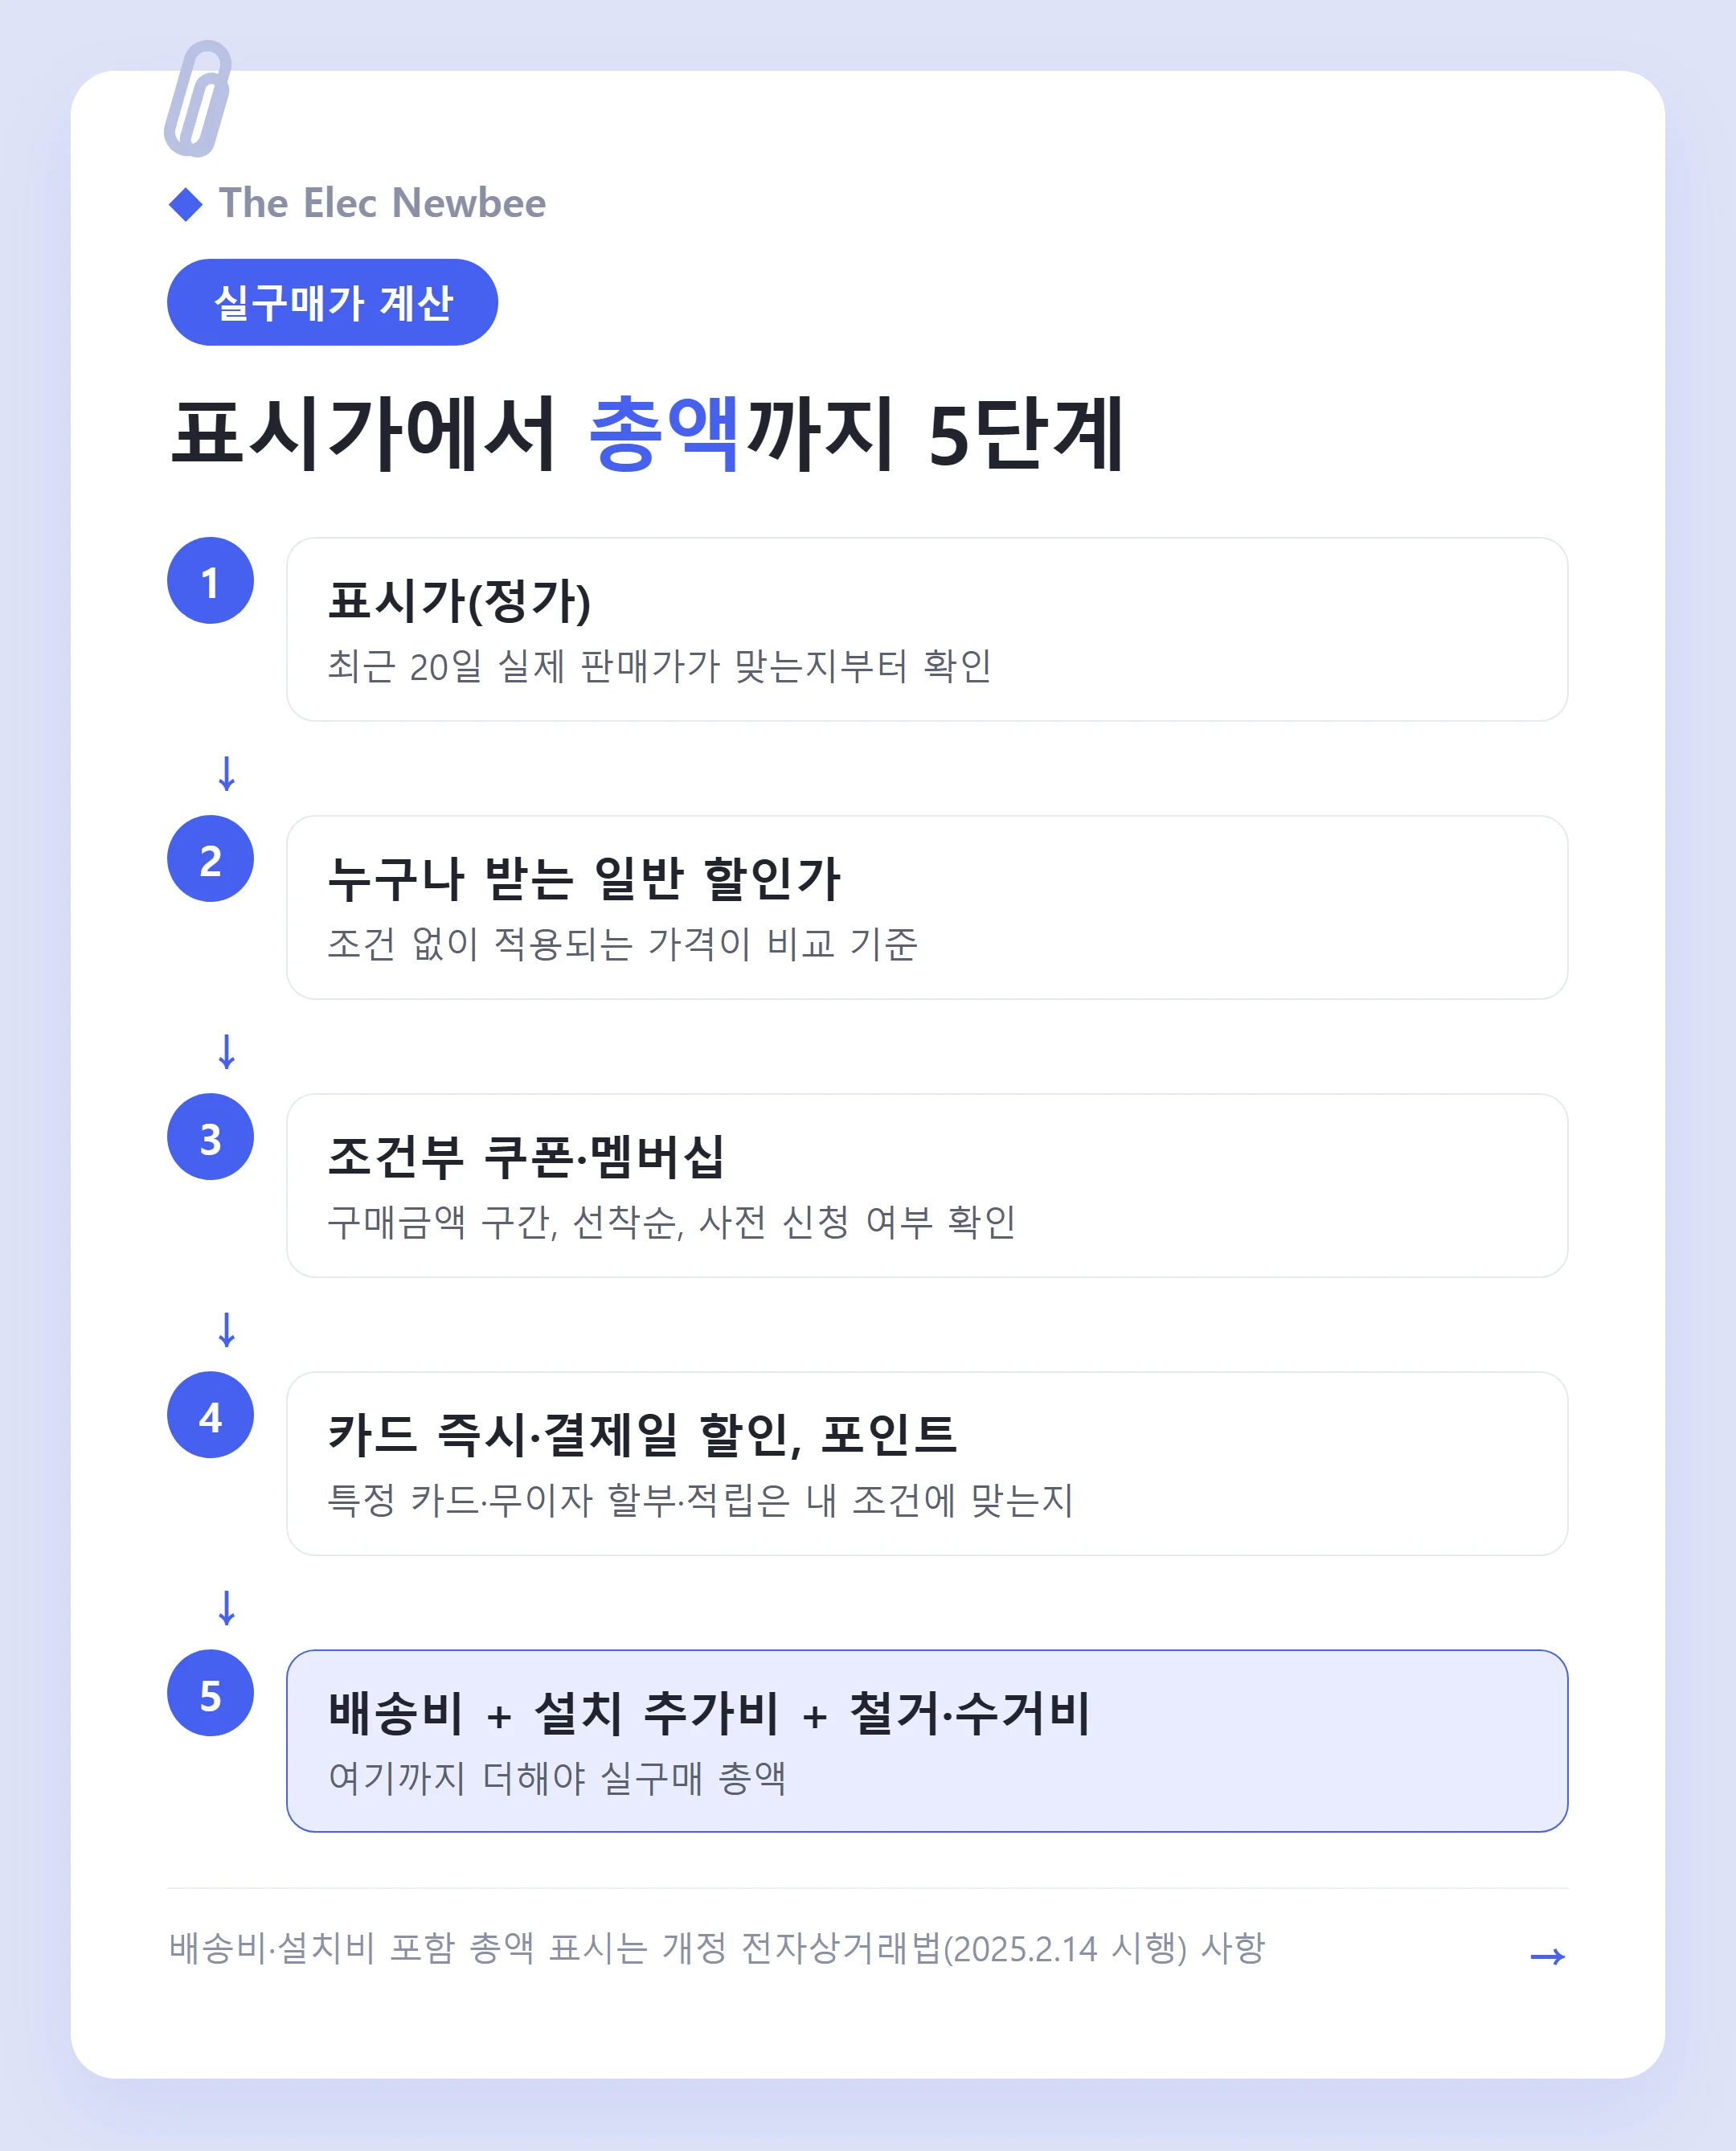 ◆ The Elec Newbee
실구매가 계산
표시가에서 총액까지 5단계
1
표시가(정가)
최근 20일 실제 판매가가 맞는지부터 확인
↓
2
누구나 받는 일반 할인가
조건 없이 적용되는 가격이 비교 기준
↓
3
조건부 쿠폰·멤버십
구매금액 구간, 선착순, 사전 신청 여부 확인
↓
4
카드 즉시·결제일 할인, 포인트
특정 카드·무이자 할부·적립은 내 조건에 맞는지
↓
5
배송비 + 설치 추가비 + 철거·수거비
여기까지 더해야 실구매 총액
배송비·설치비 포함 총액 표시는 개정 전자상거래법(2025.2.14 시행) 사항 →